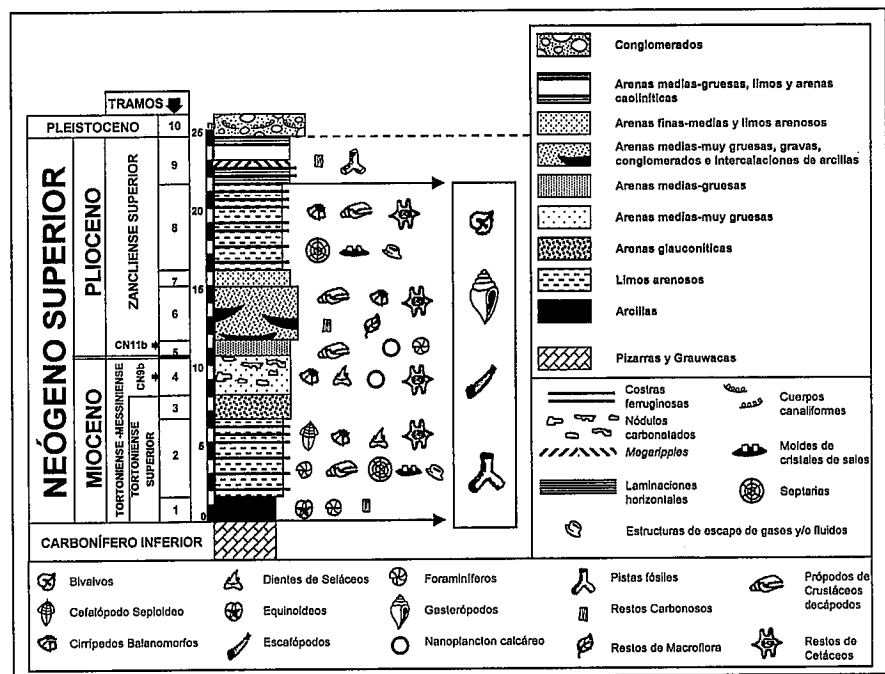 TRAMOS
PLEISTOCENO
10
25
NEÓGENO SUPERIOR
PLIOCENO
ZANCLIENSE SUPERIOR
9
8
20
7
15
6
CN11b
5
MIOCENO
TORTONIENSE-MESSINIENSE
CN9b
4
10
TORTONIENSE
SUPERIOR
3
2
5
1
0
CARBONÍFERO INFERIOR
Conglomerados
Arenas medias-gruesas, limos y arenas
caoliníticas
Arenas finas-medias y limos arenosos
Arenas medias-muy gruesas, gravas,
conglomerados e intercalaciones de arcillas
Arenas medias-gruesas
Arenas medias-muy gruesas
Arenas glauconíticas
Limos arenosos
Arcillas
Pizarras y Grauwacas
Costras
ferruginosas
Nódulos
carbonatados
Megaripples
Laminaciones
horizontales
Estructuras de escape de gases y/o fluidos
Cuerpos
canaliformes
Moldes de
cristales de sales
Septarias
Bivalvos
Cefalópodo Sepioideo
Cirrípedos Balanomorfos
Dientes de Seláceos
Equinoideos
Escafópodos
Foraminíferos
Gasterópodos
Nanoplancton calcáreo
Pistas fósiles
Restos Carbonosos
Restos de Macroflora
Própodos de
Crustáceos
decápodos
Restos de
Cetáceos